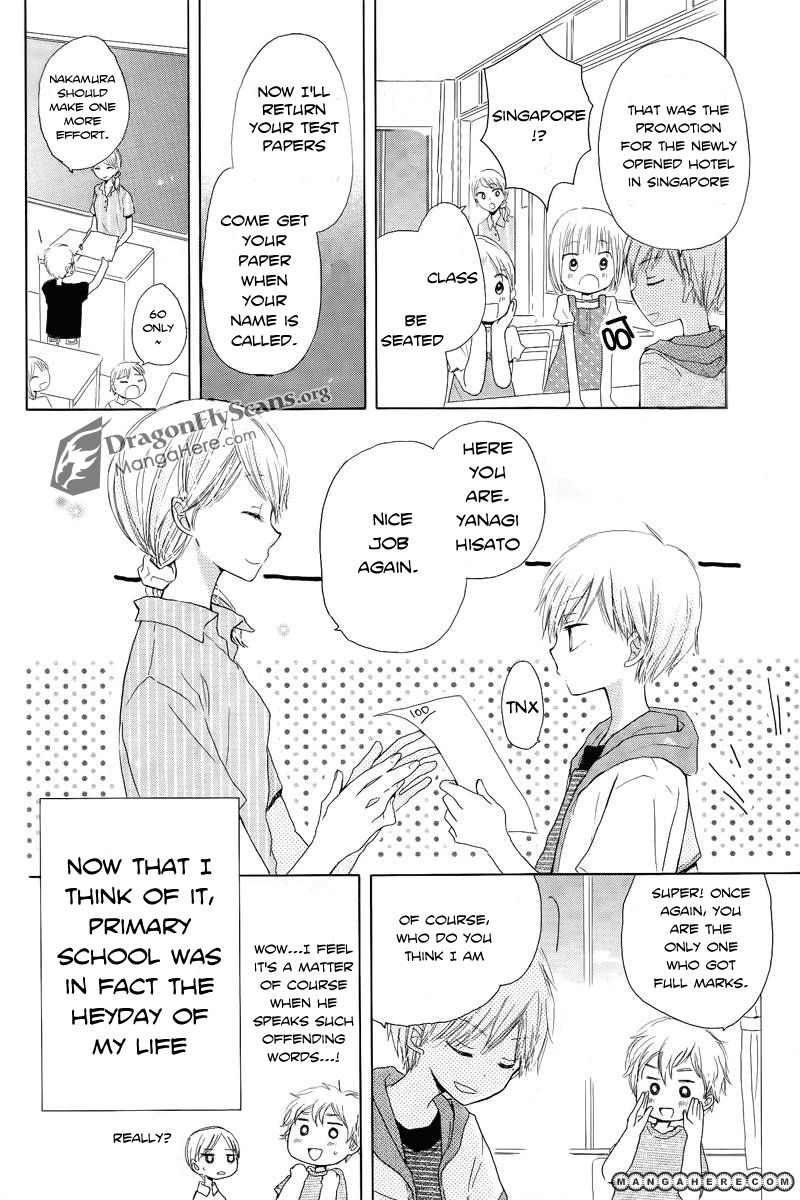 THAT WAS THE
PROMOTION
FOR THE NEWLY
OPENED HOTEL
IN SINGAPORE
SINGAPORE
!?
100
CLASS
BE
SEATED
NOW I'LL
RETURN
YOUR TEST
PAPERS
COME GET
YOUR
PAPER
WHEN
YOUR
NAME IS
CALLED.
NAKAMURA
SHOULD
MAKE ONE
MORE
EFFORT.
60
ONLY
~
DragonFlyScans.org
MangaHere.com
HERE
YOU
ARE.
YANAGI
HISATO
NICE
JOB
AGAIN.
TNX
100
SUPER! ONCE
AGAIN, YOU
ARE THE
ONLY ONE
WHO GOT
FULL MARKS.
OF COURSE,
WHO DO YOU
THINK I AM
WOW...I FEEL
IT'S A MATTER
OF COURSE
WHEN HE
SPEAKS SUCH
OFFENDING
WORDS...!
REALLY?
NOW THAT I
THINK OF IT,
PRIMARY
SCHOOL WAS
IN FACT THE
HEYDAY OF
MY LIFE
MANGAHERE.COM